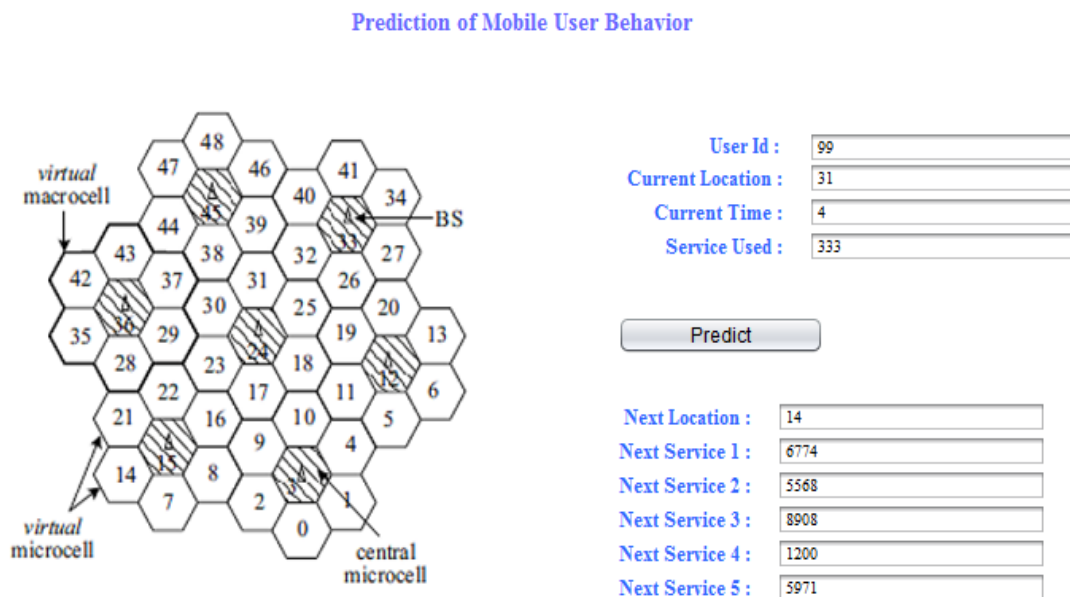 Prediction of Mobile User Behavior
virtual
macrocell
48
47
46
41
45
40
34
44
39
33
BS
43
38
32
27
42
37
31
26
36
30
25
20
35
29
24
19
13
28
23
18
12
22
17
11
6
21
16
10
5
15
9
4
14
8
3
7
2
1
0
virtual
microcell
central
microcell
User Id : 99
Current Location : 31
Current Time : 4
Service Used : 333
Predict
Next Location : 14
Next Service 1 : 6774
Next Service 2 : 5568
Next Service 3 : 8908
Next Service 4 : 1200
Next Service 5 : 5971